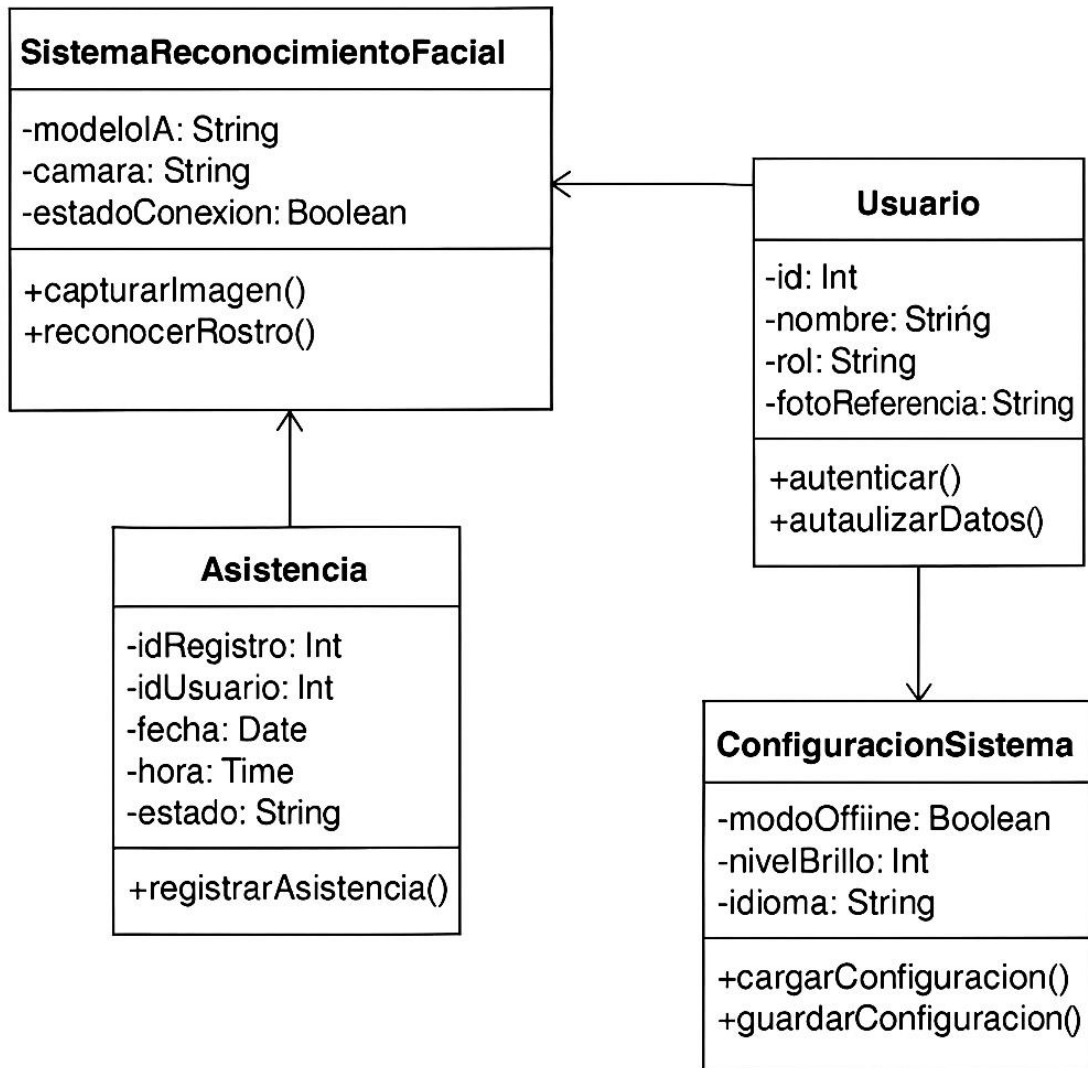 SistemaReconocimientoFacial
-modeloIA: String
-camara: String
-estadoConexion: Boolean
+capturarImagen()
+reconocerRostro()
Usuario
-id: Int
-nombre: Strińg
-rol: String
-fotoReferencia: String
+autenticar()
+autaulizarDatos()
Asistencia
-idRegistro: Int
-idUsuario: Int
-fecha: Date
-hora: Time
-estado: String
+registrarAsistencia()
ConfiguracionSistema
-modoOffiine: Boolean
-nivelBrillo: Int
-idioma: String
+cargarConfiguracion()
+guardarConfiguracion()